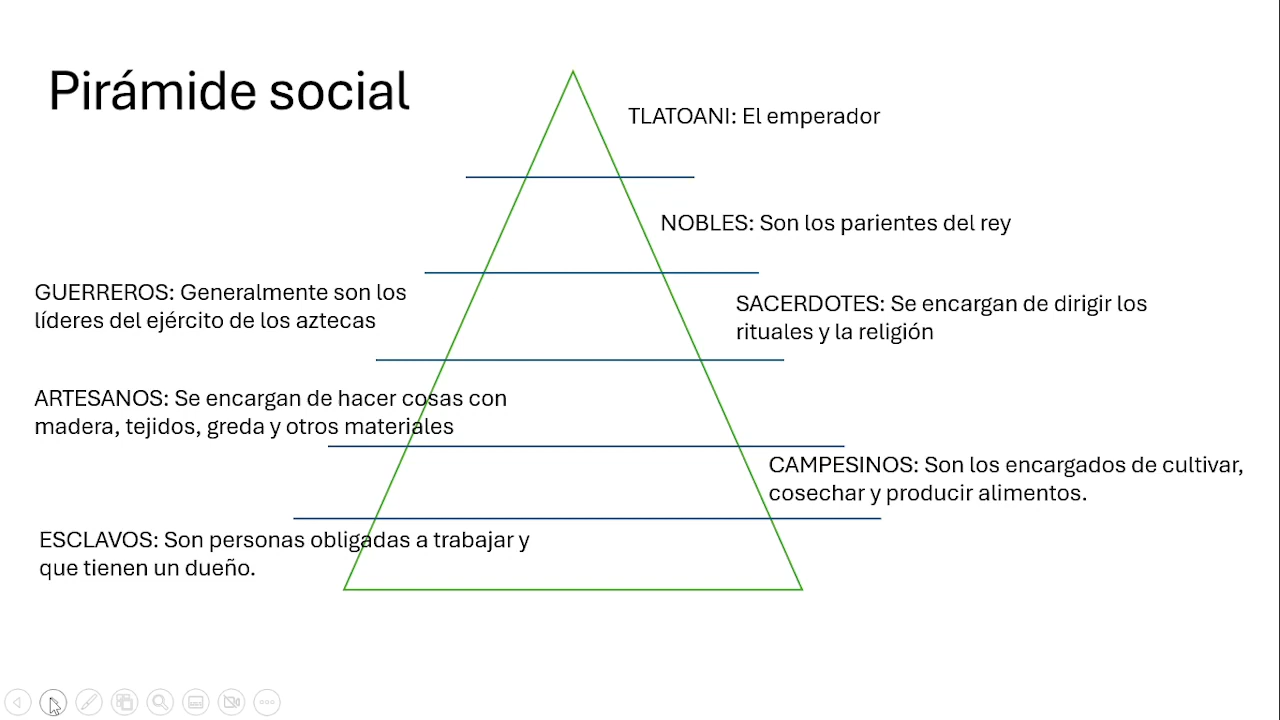 Pirámide social
TLATOANI: El emperador
NOBLES: Son los parientes del rey
GUERREROS: Generalmente son los
líderes del ejército de los aztecas
SACERDOTES: Se encargan de dirigir los
rituales y la religión
ARTESANOS: Se encargan de hacer cosas con
madera, tejidos, greda y otros materiales
CAMPESINOS: Son los encargados de cultivar,
cosechar y producir alimentos.
ESCLAVOS: Son personas obligadas a trabajar y
que tienen un dueño.